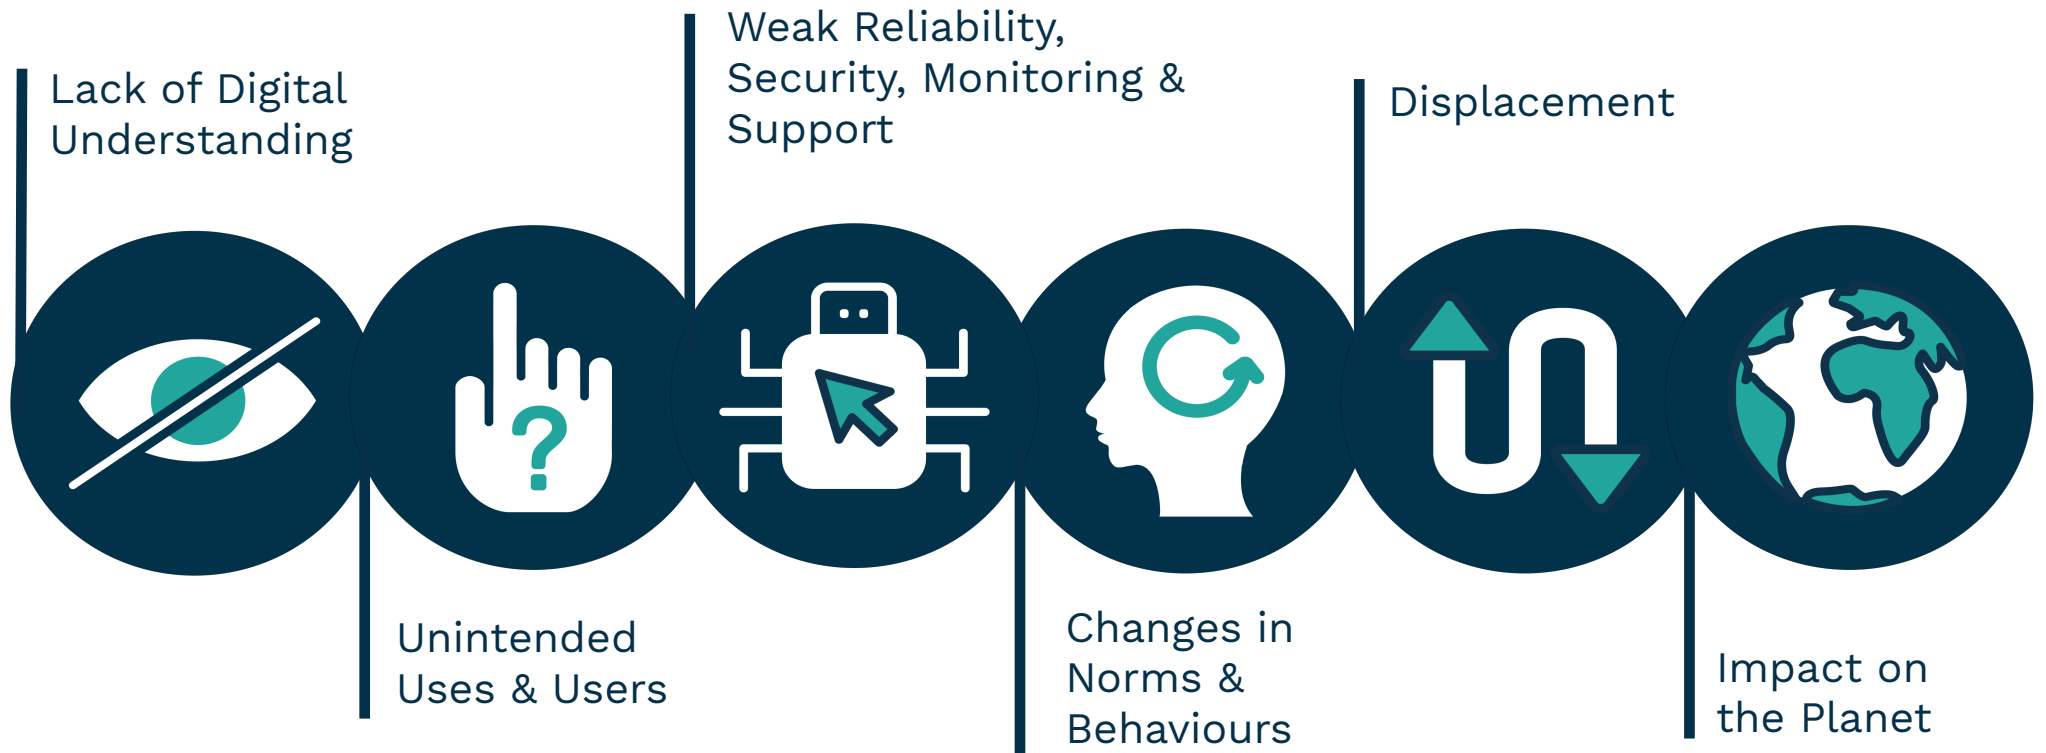 Lack of Digital
Understanding
Unintended
Uses & Users
Weak Reliability,
Security, Monitoring &
Support
Changes in
Norms &
Behaviours
Displacement
Impact on
the Planet
?